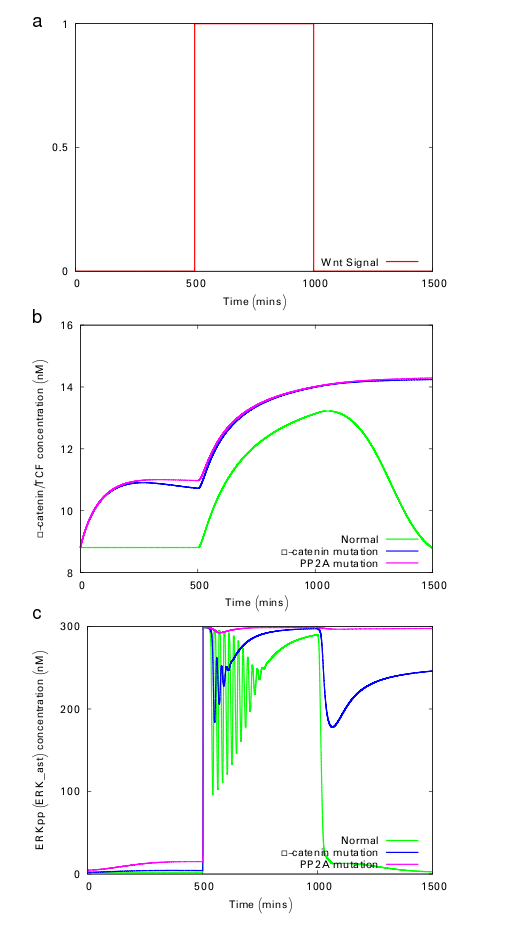 a
1
0.5
0
Wnt Signal
0 500 1000 1500
Time (mins)
b
16
14
12
10
8
□-catenin/TCF concentration (nM)
Normal
□-catenin mutation
PP2A mutation
0 500 1000 1500
Time (mins)
c
300
200
100
0
ERKpp (ERK_ast) concentration (nM)
Normal
□-catenin mutation
PP2A mutation
0 500 1000 1500
Time (mins)